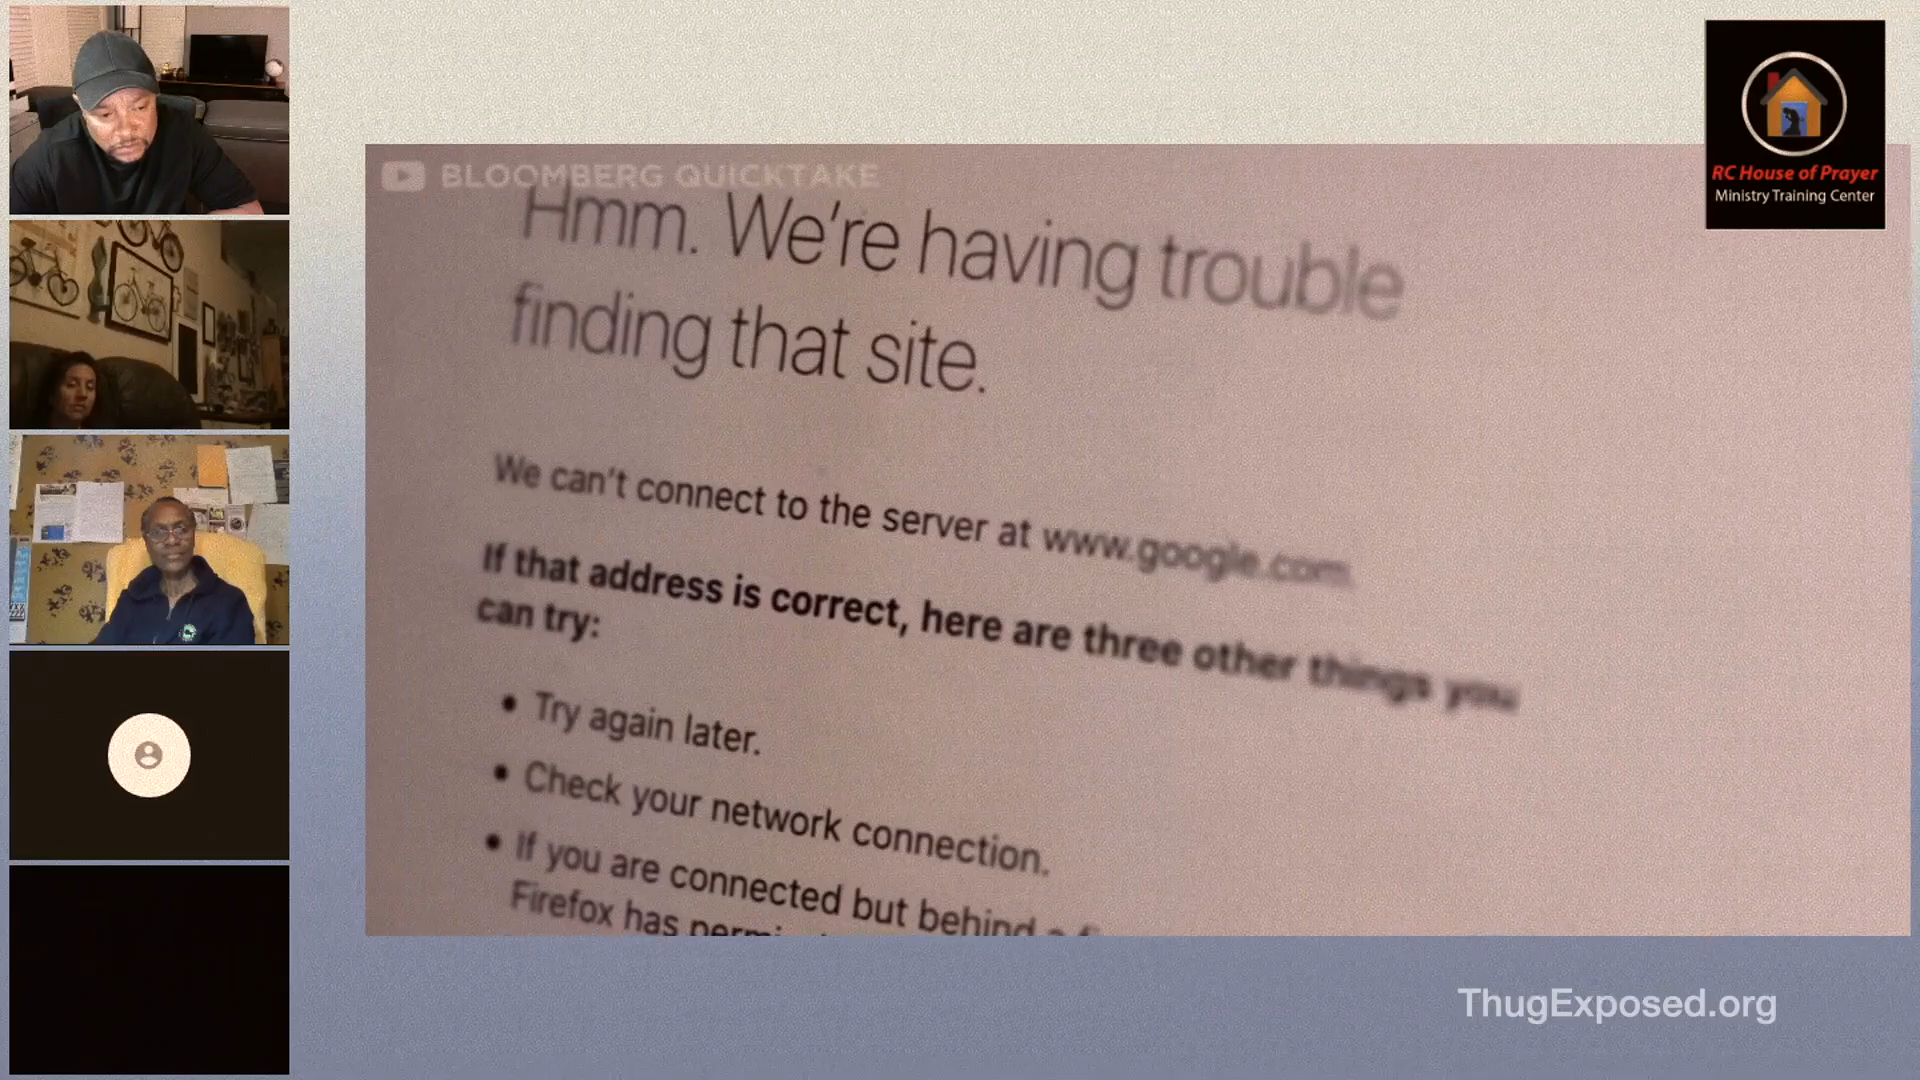 BLOOMBERG QUICKTAKE
Hmm. We're having trouble
finding that site.
We can't connect to the server at www.google.com.
If that address is correct, here are three other things you
can try:
Try again later.
Check your network connection.
If you are connected but behind a
Firefox has
RC House of Prayer
Ministry Training Center
ThugExposed.org